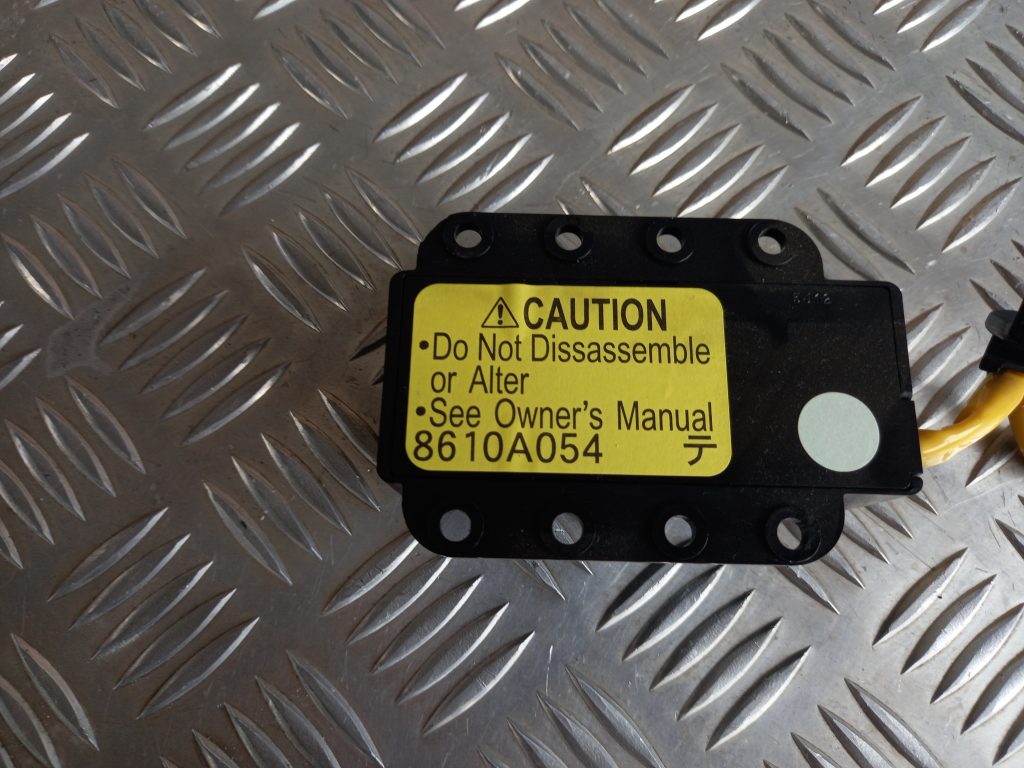 CAUTION
•Do Not Dissassemble
or Alter
•See Owner's Manual
8610A054 テ